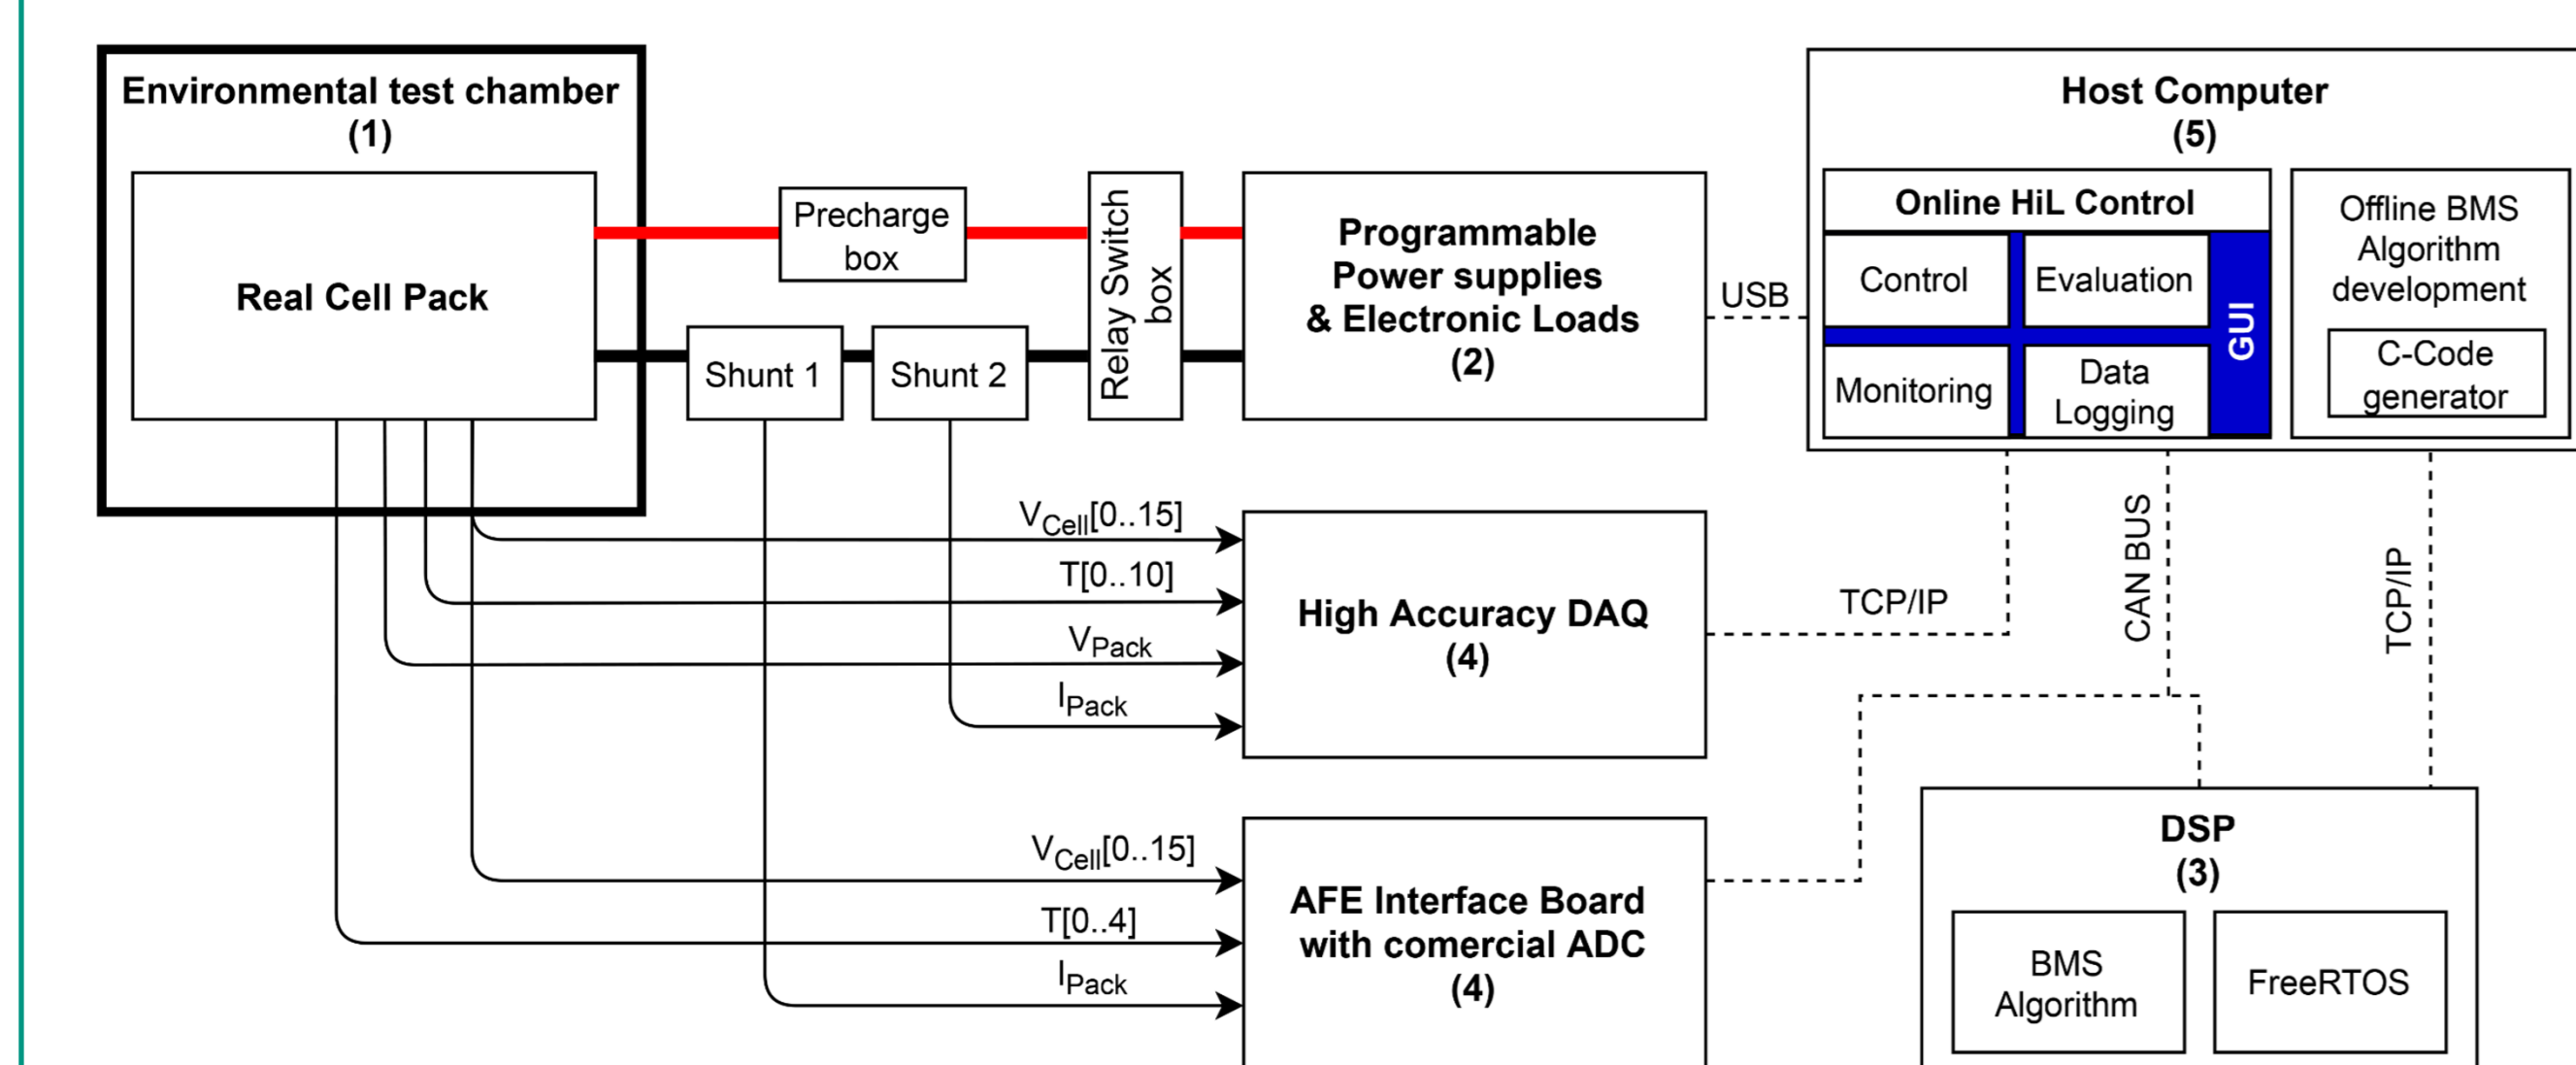 Environmental test chamber
(1)
Real Cell Pack
Precharge
box
Shunt 1
Shunt 2
Relay Switch
box
Programmable
Power supplies
& Electronic Loads
(2)
USB
Host Computer
(5)
Online HiL Control
Control
Evaluation
Monitoring
Data
Logging
GUI
Offline BMS
Algorithm
development
C-Code
generator
VCell[0..15]
T[0..10]
VPack
IPack
High Accuracy DAQ
(4)
TCP/IP
CAN BUS
TCP/IP
VCell[0..15]
T[0..4]
IPack
AFE Interface Board
with comercial ADC
(4)
DSP
(3)
BMS
Algorithm
FreeRTOS